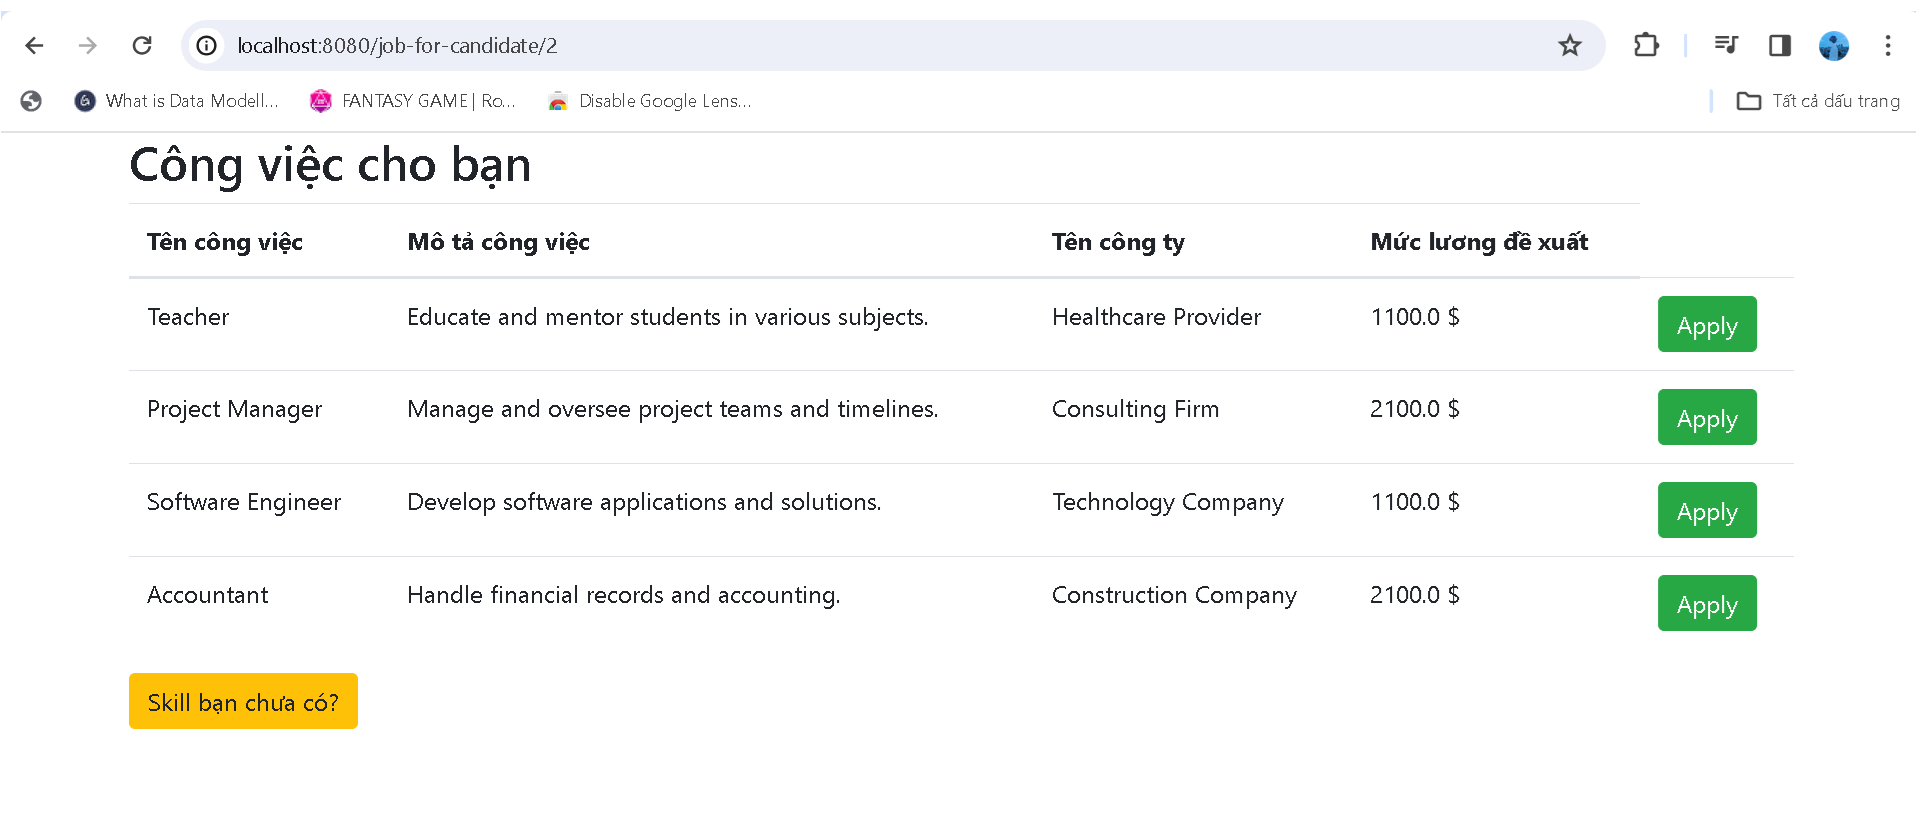 localhost:8080/job-for-candidate/2
What is Data Modell... FANTASY GAME | Ro... Disable Google Lens... Tất cả dấu trang
Công việc cho bạn
Tên công việc Mô tả công việc Tên công ty Mức lương đề xuất
Teacher Educate and mentor students in various subjects. Healthcare Provider 1100.0 $ Apply
Project Manager Manage and oversee project teams and timelines. Consulting Firm 2100.0 $ Apply
Software Engineer Develop software applications and solutions. Technology Company 1100.0 $ Apply
Accountant Handle financial records and accounting. Construction Company 2100.0 $ Apply
Skill bạn chưa có?